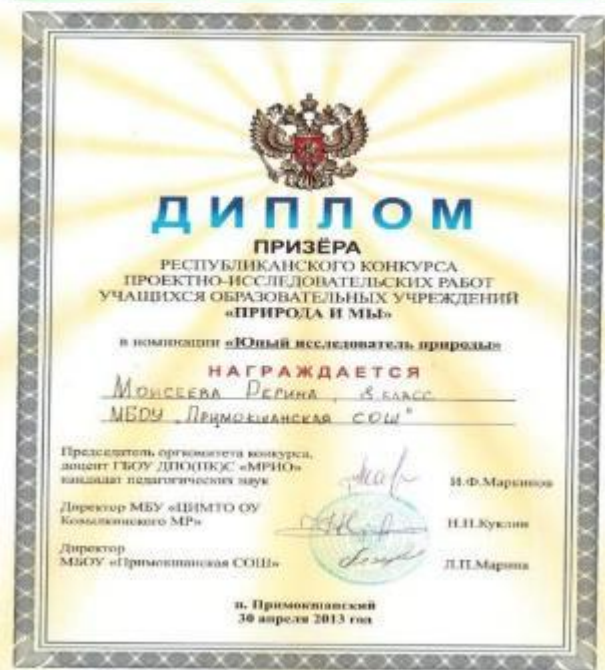 ДИПЛОМ
ПРИЗЁРА
РЕСПУБЛИКАНСКОГО КОНКУРСА
ПРОЕКТНО-ИССЛЕДОВАТЕЛЬСКИХ РАБОТ
УЧАЩИХСЯ ОБРАЗОВАТЕЛЬНЫХ УЧРЕЖДЕНИЙ
«ПРИРОДА И МЫ»
в номинации «Юный исследователь природы»
НАГРАЖДАЕТСЯ
Моисеева Регина, 8 класс
МБОУ „Примокшанская СОШ"
Председатель оргкомитета конкурса,
доцент ГБОУ ДПО(ПК)С «МРИО»
кандидат педагогических наук
И.Ф.Маркинов
Директор МБУ «ЦИМТО ОУ
Ковылкинского МР»
Н.Н.Куклин
Директор
МБОУ «Примокшанская СОШ»
Л.П.Марина
п. Примокшанский
30 апреля 2013 год